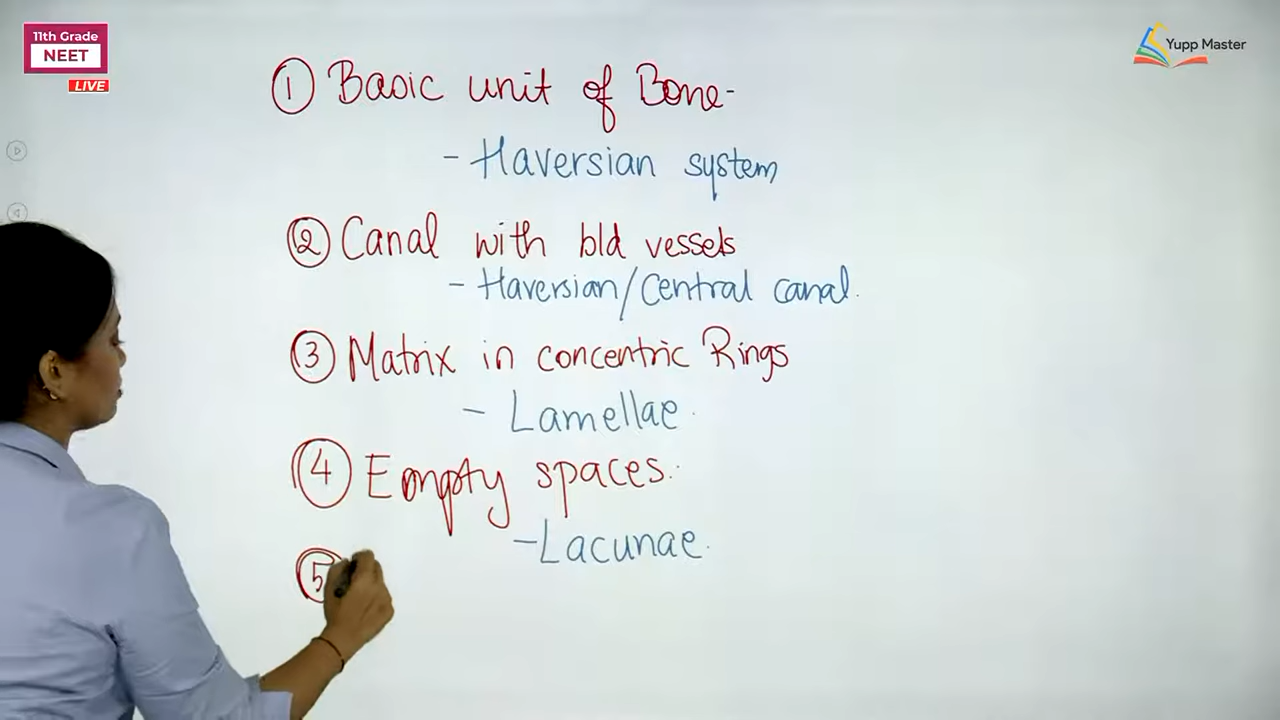 11th Grade
NEET
LIVE
Yupp Master
① Basic unit of Bone-
- Haversian system
② Canal with bld vessels
- Haversian/Central canal.
③ Matrix in concentric Rings
- Lamellae.
④ Empty spaces.
- Lacunae.
⑤